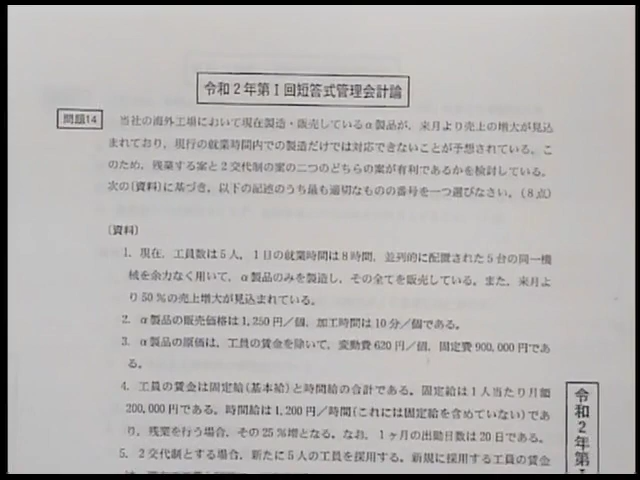 令和2年第Ⅰ回短答式管理会計論
問題14 当社の海外工場において現在製造・販売しているα製品が、来月より売上の増大が見込
まれており、現行の就業時間内での製造だけでは対応できないことが予想されている。こ
のため、残業する案と2交代制の案の二つのどちらの案が有利であるかを検討している。
次の〔資料〕に基づき、以下の記述のうち最も適切なものの番号を一つ選びなさい。(8点)
〔資料〕
1. 現在、工員数は5人、1日の就業時間は8時間、並列的に配置された5台の同一機
械を余力なく用いて、α製品のみを製造し、その全てを販売している。また、来月よ
り50%の売上増大が見込まれている。
2. α製品の販売価格は1,250円/個、加工時間は10分/個である。
3. α製品の原価は、工員の賃金を除いて、変動費620円/個、固定費900,000円であ
る。
4. 工員の賃金は固定給(基本給)と時間給の合計である。固定給は1人当たり月額
200,000円である。時間給は1,200円/時間(これには固定給を含めていない)であ
り、残業を行う場合、その25%増となる。なお、1ヶ月の出勤日数は20日である。
5. 2交代制とする場合、新たに5人の工員を採用する。新規に採用する工員の賃金
令和2年第Ⅰ